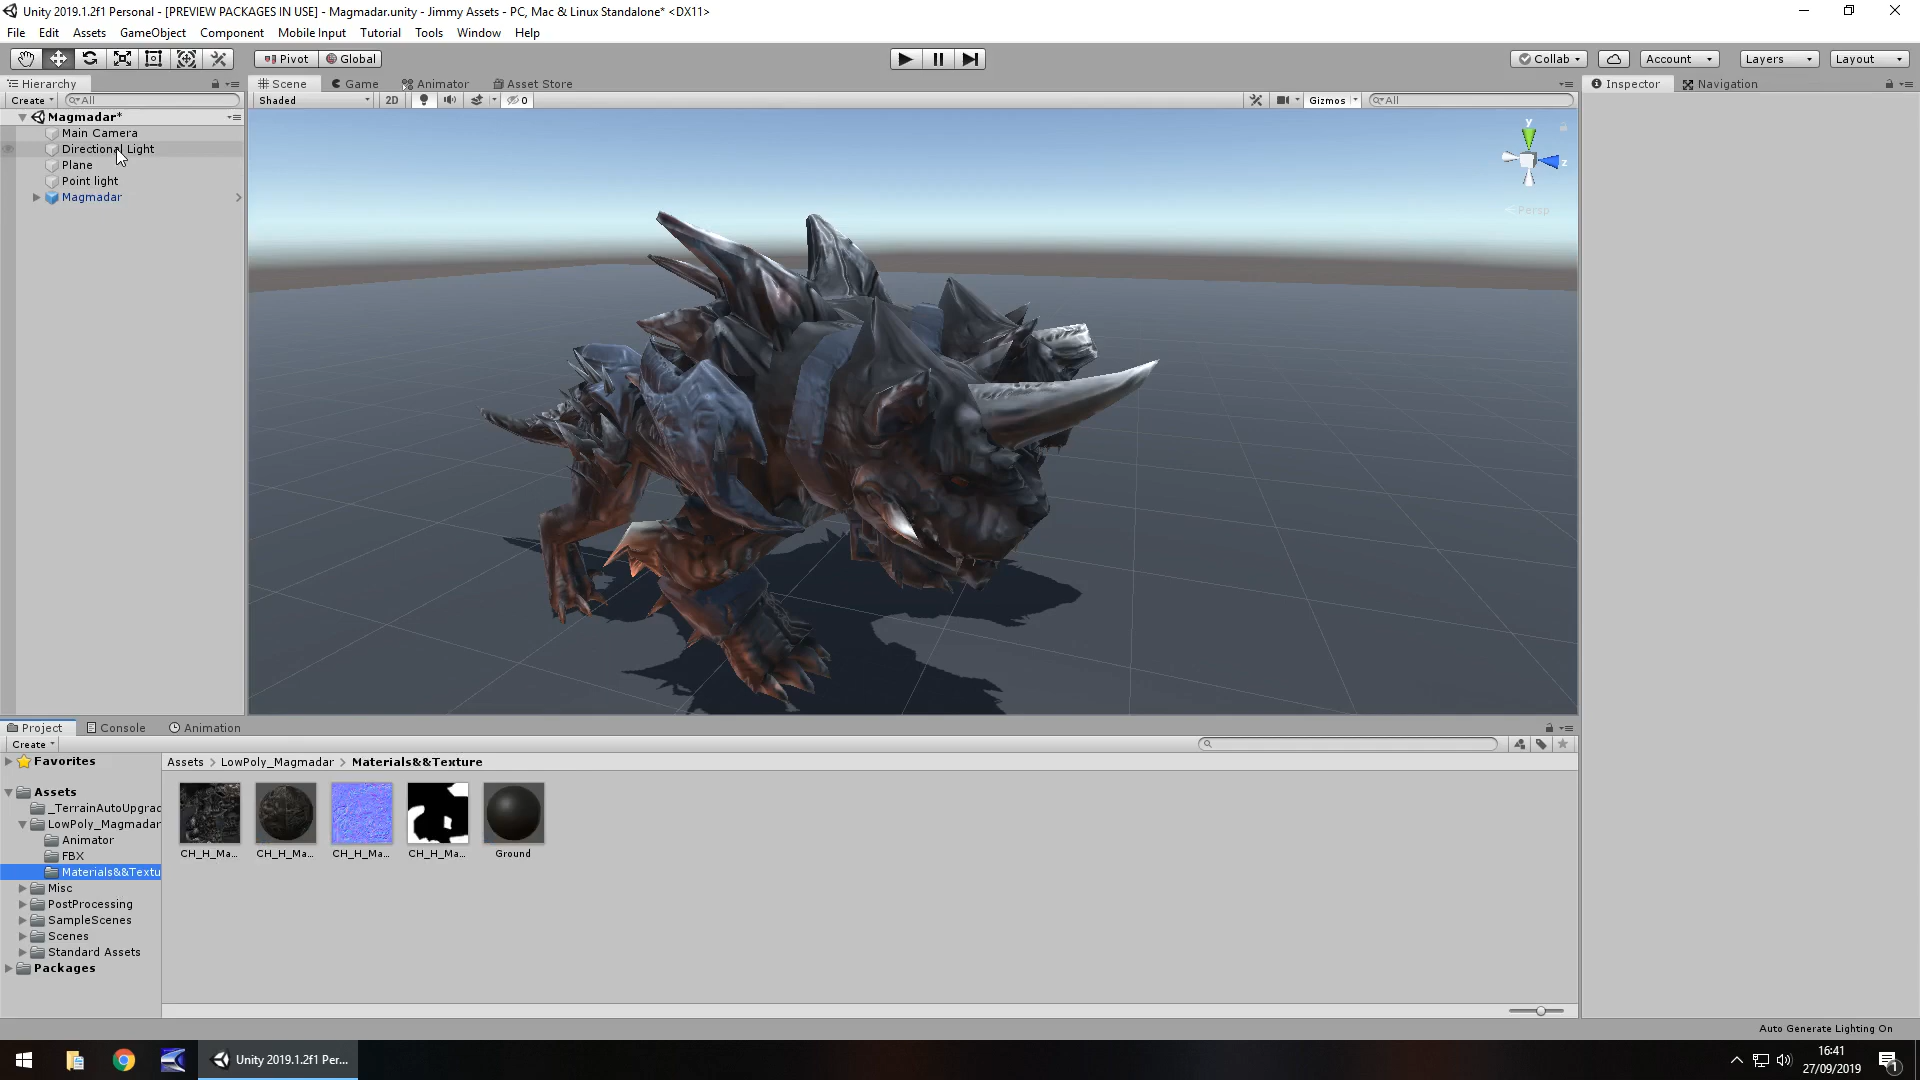 Unity 2019.1.2f1 Personal - [PREVIEW PACKAGES IN USE] - Magmadar.unity - Jimmy Assets - PC, Mac & Linux Standalone* <DX11>
File Edit Assets GameObject Component Mobile Input Tutorial Tools Window Help
Pivot Global Collab Account Layers Layout
Hierarchy Scene Game Animator Asset Store Inspector Navigation
Create All Shaded 2D 0 Gizmos All
Magmadar*
Main Camera
Directional Light
Plane
Point light
Magmadar
y
z
Persp
Project Console Animation
Create
Favorites
Assets > LowPoly_Magmadar > Materials&&Texture
Assets
_TerrainAutoUpgrad
LowPoly_Magmadar
Animator
FBX
Materials&&Textu
Misc
PostProcessing
SampleScenes
Scenes
Standard Assets
Packages
CH_H_Ma... CH_H_Ma... CH_H_Ma... CH_H_Ma... Ground
Auto Generate Lighting On
Unity 2019.1.2f1 Per...
16:41
27/09/2019
1